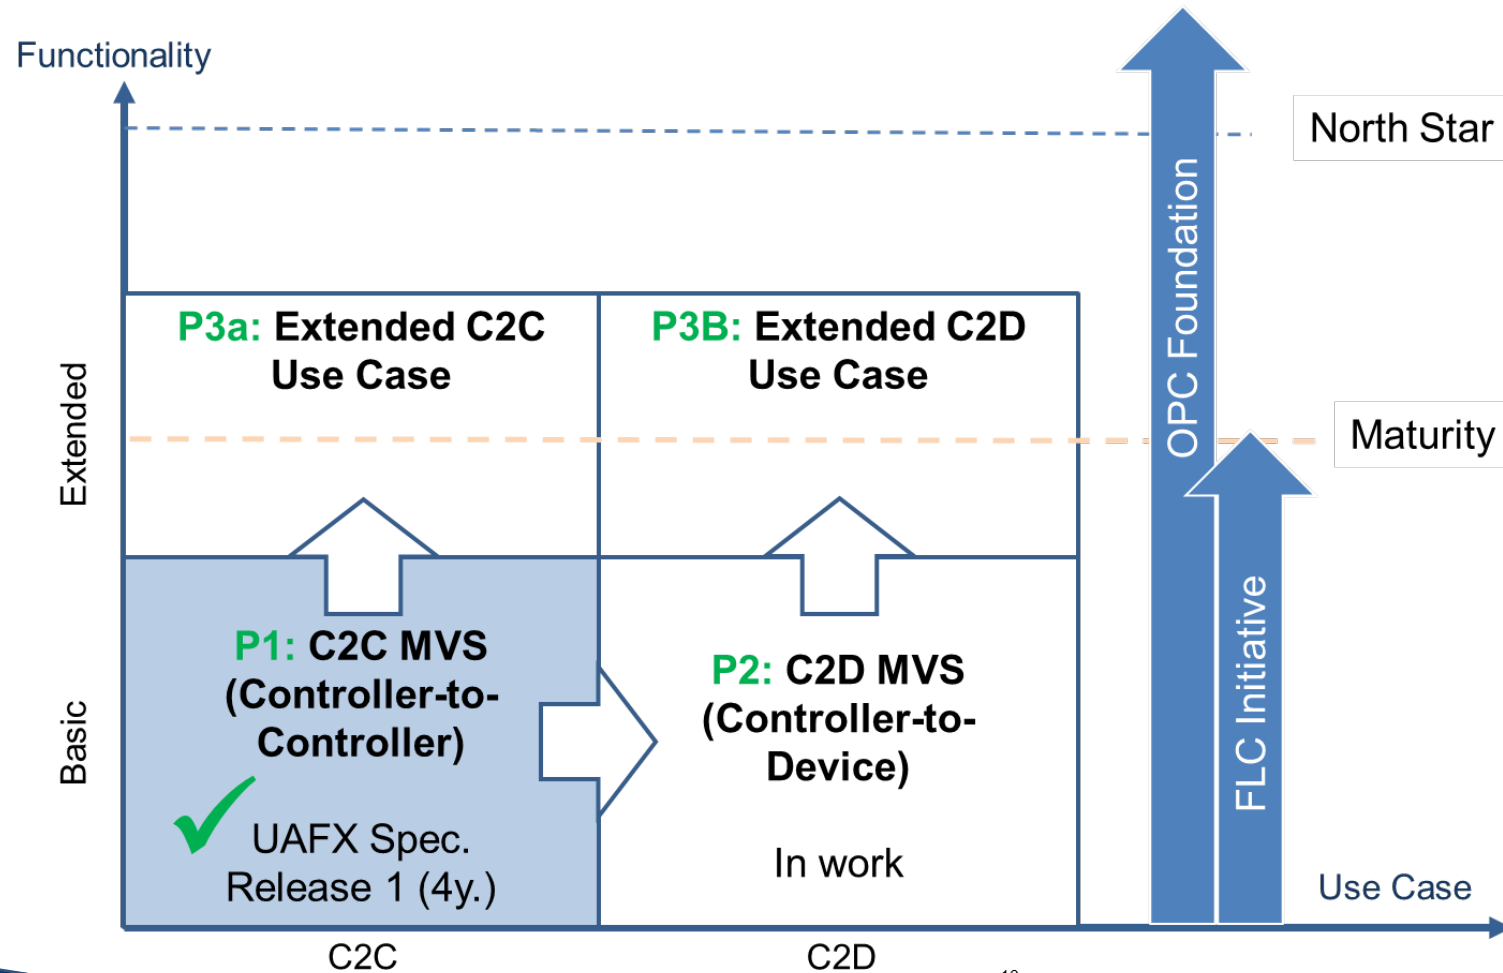 Functionality
North Star
P3a: Extended C2C
Use Case
P3B: Extended C2D
Use Case
OPC Foundation
Maturity
Extended
P1: C2C MVS
(Controller-to-
Controller)
UAFX Spec.
Release 1 (4y.)
P2: C2D MVS
(Controller-to-
Device)
In work
FLC Initiative
Basic
Use Case
C2C
C2D